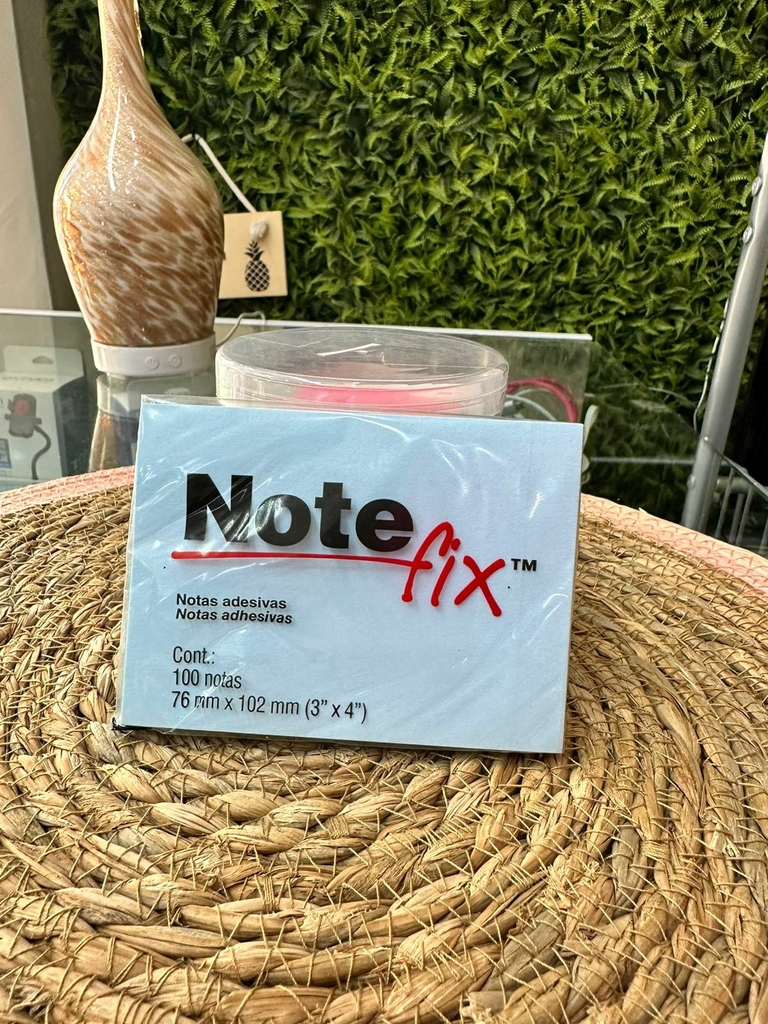 Note fix™
Notas adesivas
Notas adhesivas
Cont.:
100 notas
76 mm x 102 mm (3” x 4”)